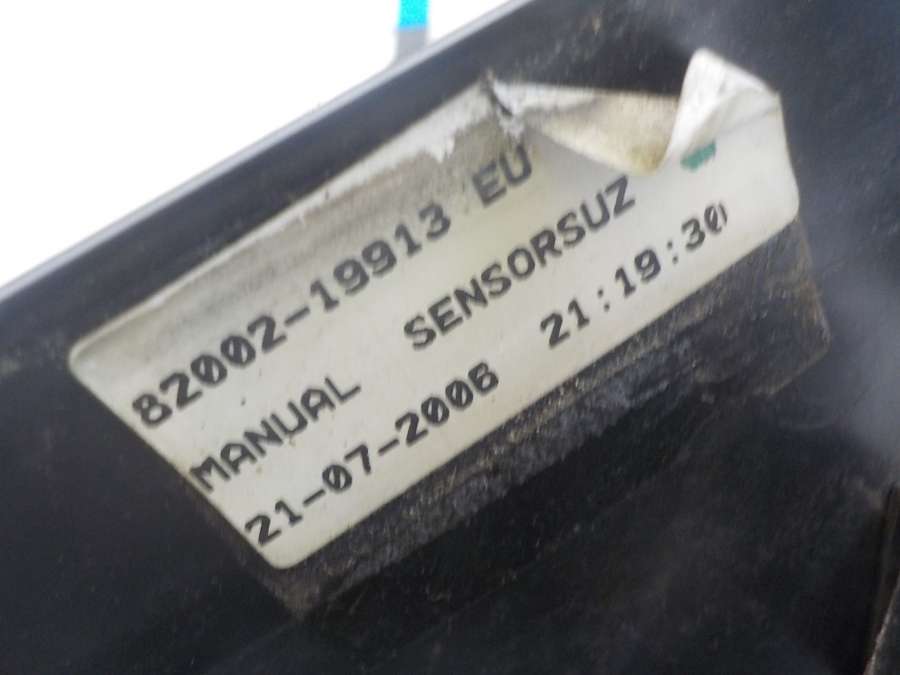 82002-19913 EU
MANUAL SENSORSUZ
21-07-2006 21:19:30